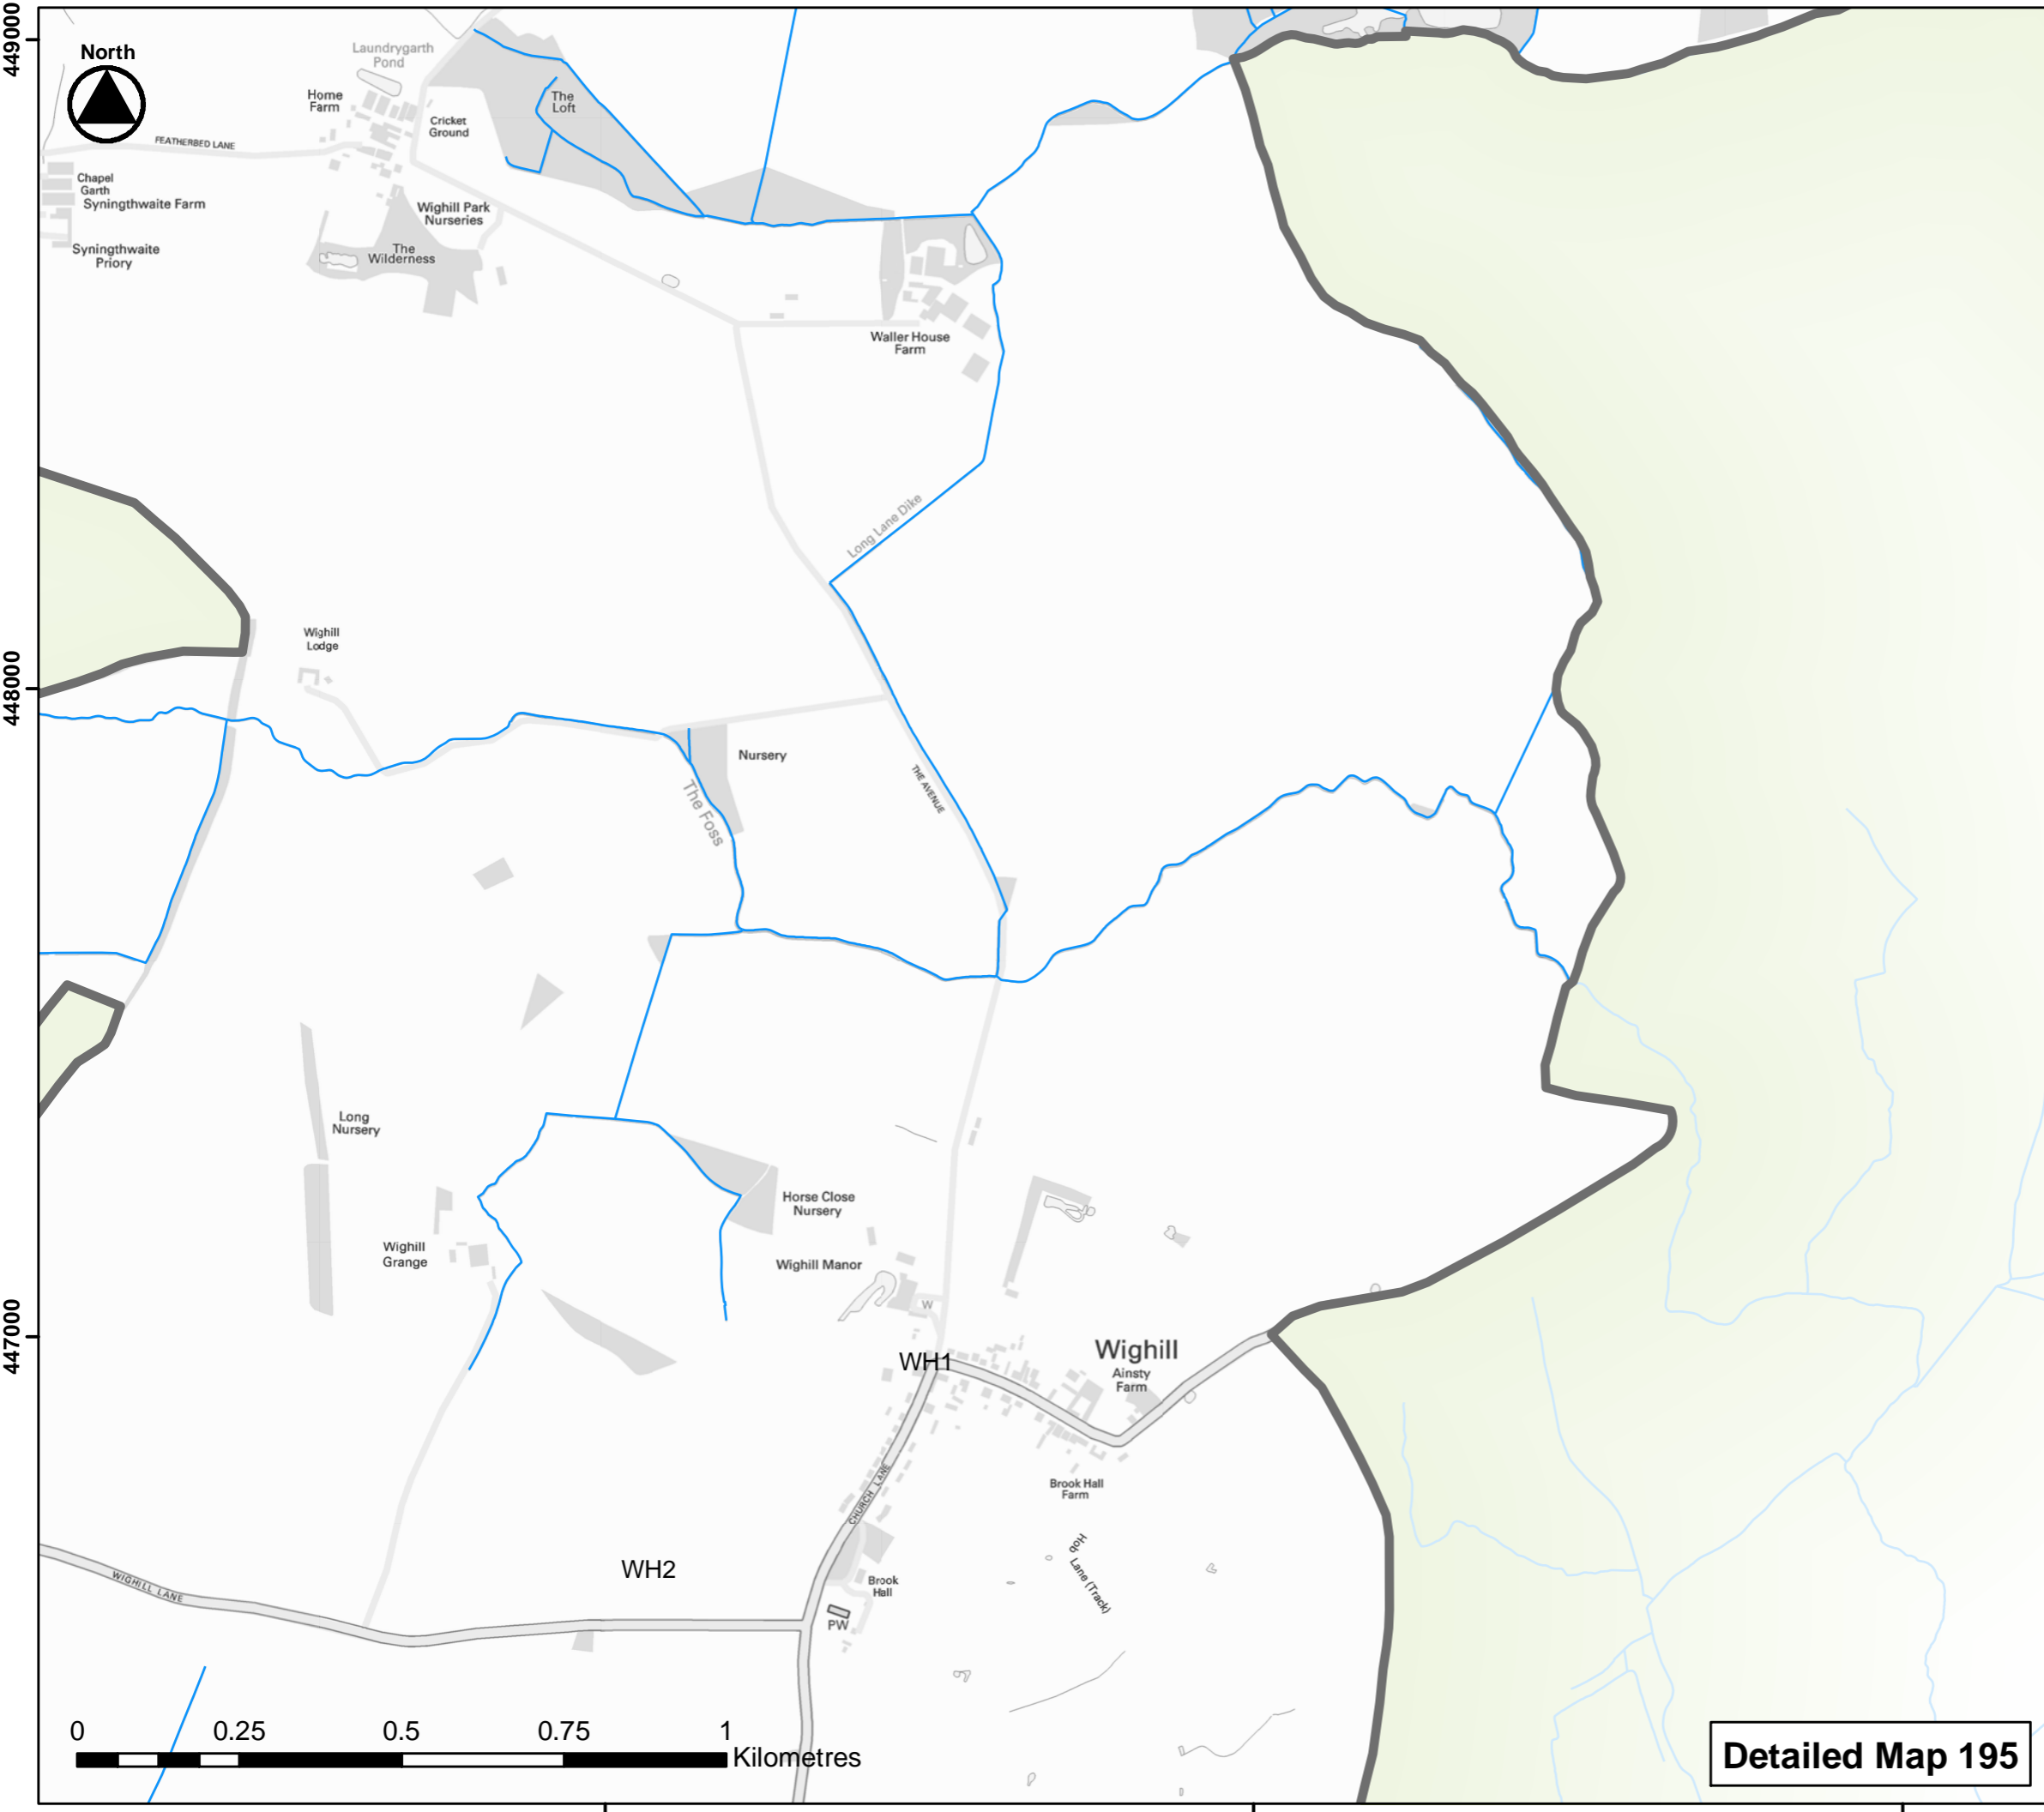 449000
North
Laundrygarth
Pond
Home
Farm
The
Loft
Cricket
Ground
FEATHERBED LANE
Chapel
Garth
Syningthwaite Farm
Wighill Park
Nurseries
Syningthwaite
Priory
The
Wilderness
Waller House
Farm
Long Lane Dike
Wighill
Lodge
448000
Nursery
The Foss
THE AVENUE
Long
Nursery
Horse Close
Nursery
Wighill
Grange
Wighill Manor
W
447000
WH1
Wighill
Ainsty
Farm
Brook Hall
Farm
CHURCH LANE
Hob
Lane (Track)
WH2
WIGHILL LANE
Brook
Hall
PW
0 0.25 0.5 0.75 1
Kilometres
Detailed Map 195